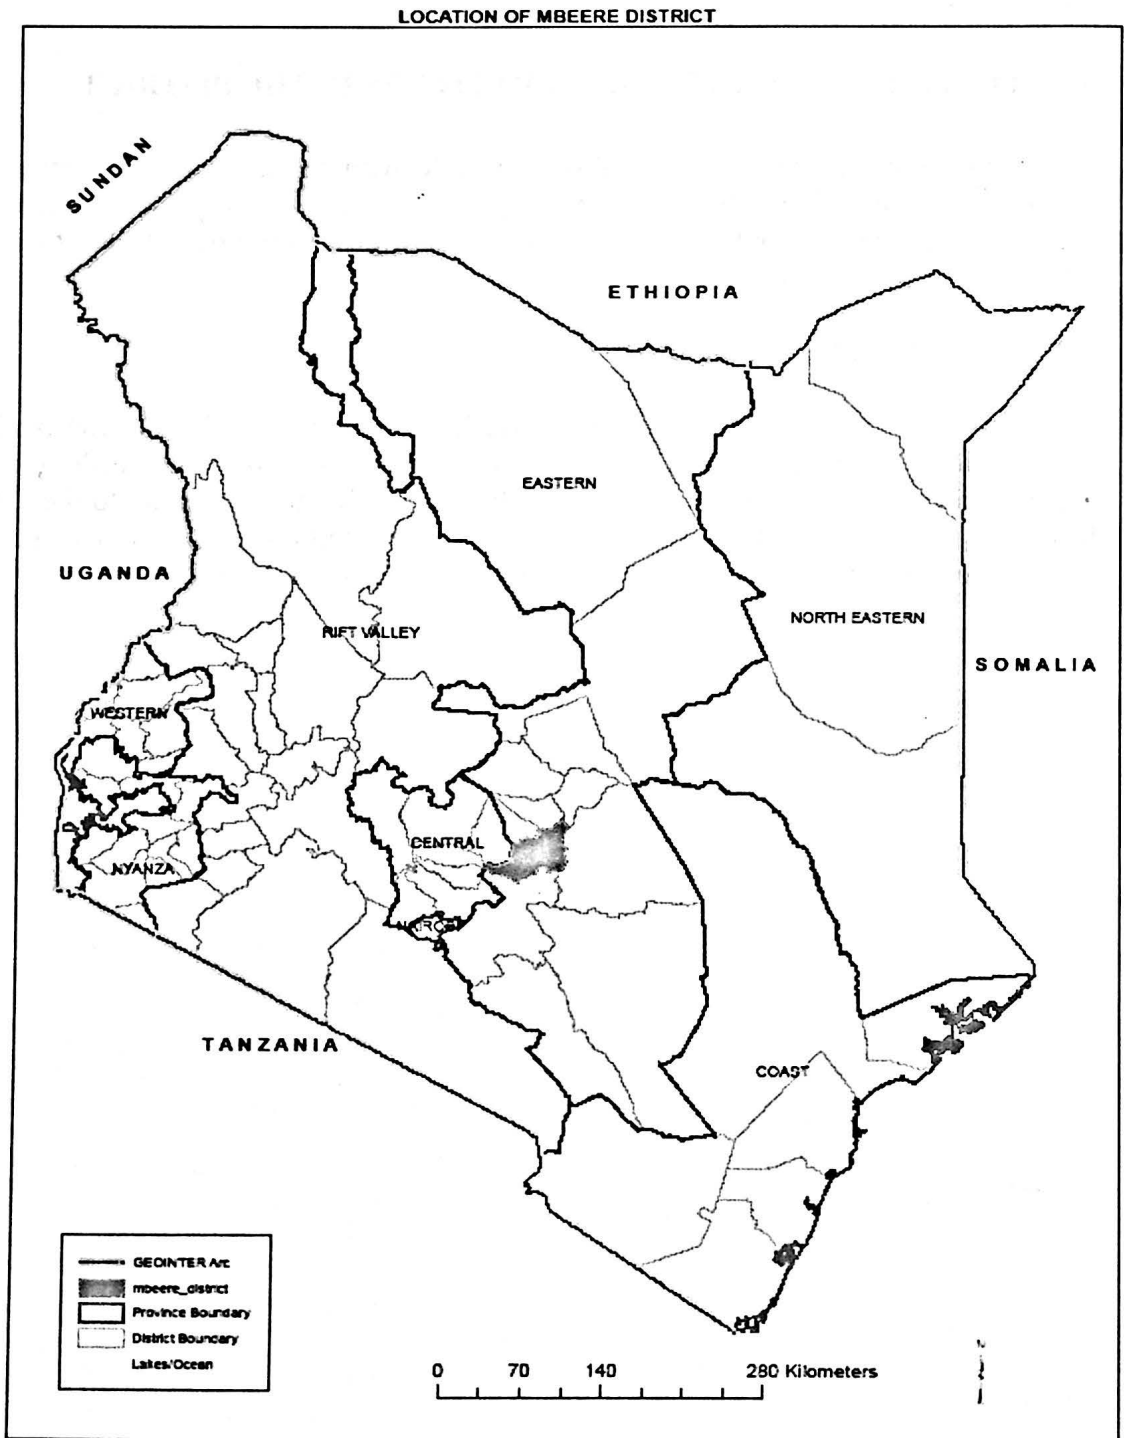 LOCATION OF MBEERE DISTRICT
SUNDAN
ETHIOPIA
EASTERN
UGANDA
NORTH EASTERN
RIFT VALLEY
SOMALIA
WESTERN
CENTRAL
NYANZA
NAIROBI
TANZANIA
COAST
GEOINTER Arc
mbeere_district
Province Boundary
District Boundary
Lakes/Ocean
0 70 140 280 Kilometers